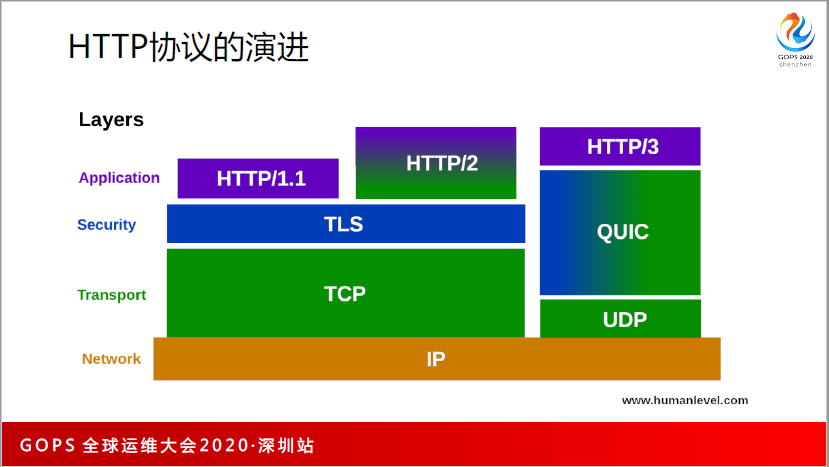 HTTP协议的演进
GOPS 2020
shenzhen
Layers
Application
HTTP/1.1
HTTP/2
HTTP/3
Security
TLS
QUIC
Transport
TCP
UDP
Network
IP
www.humanlevel.com
GOPS 全球运维大会2020·深圳站